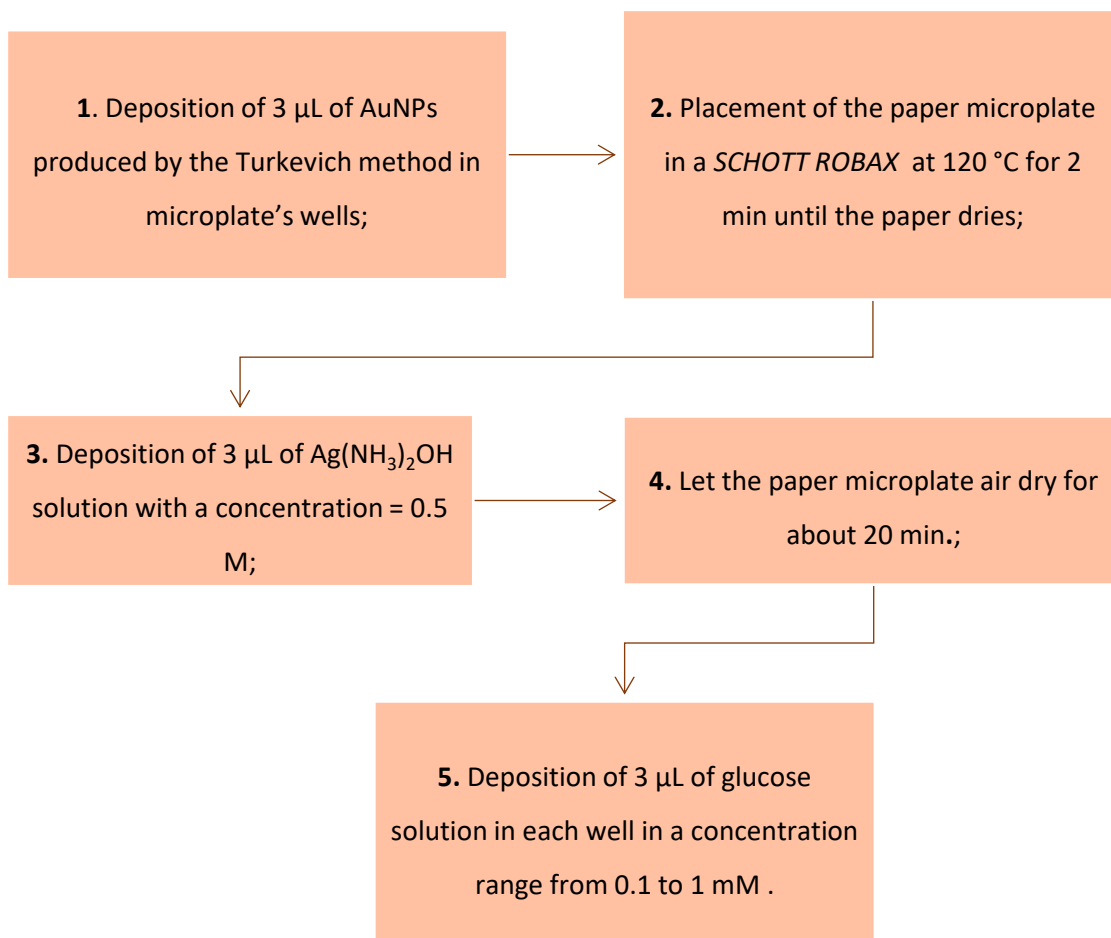 1. Deposition of 3 µL of AuNPs
produced by the Turkevich method in
microplate’s wells;
2. Placement of the paper microplate
in a SCHOTT ROBAX at 120 °C for 2
min until the paper dries;
3. Deposition of 3 µL of Ag(NH₃)₂OH
solution with a concentration = 0.5
M;
4. Let the paper microplate air dry for
about 20 min.;
5. Deposition of 3 µL of glucose
solution in each well in a concentration
range from 0.1 to 1 mM .